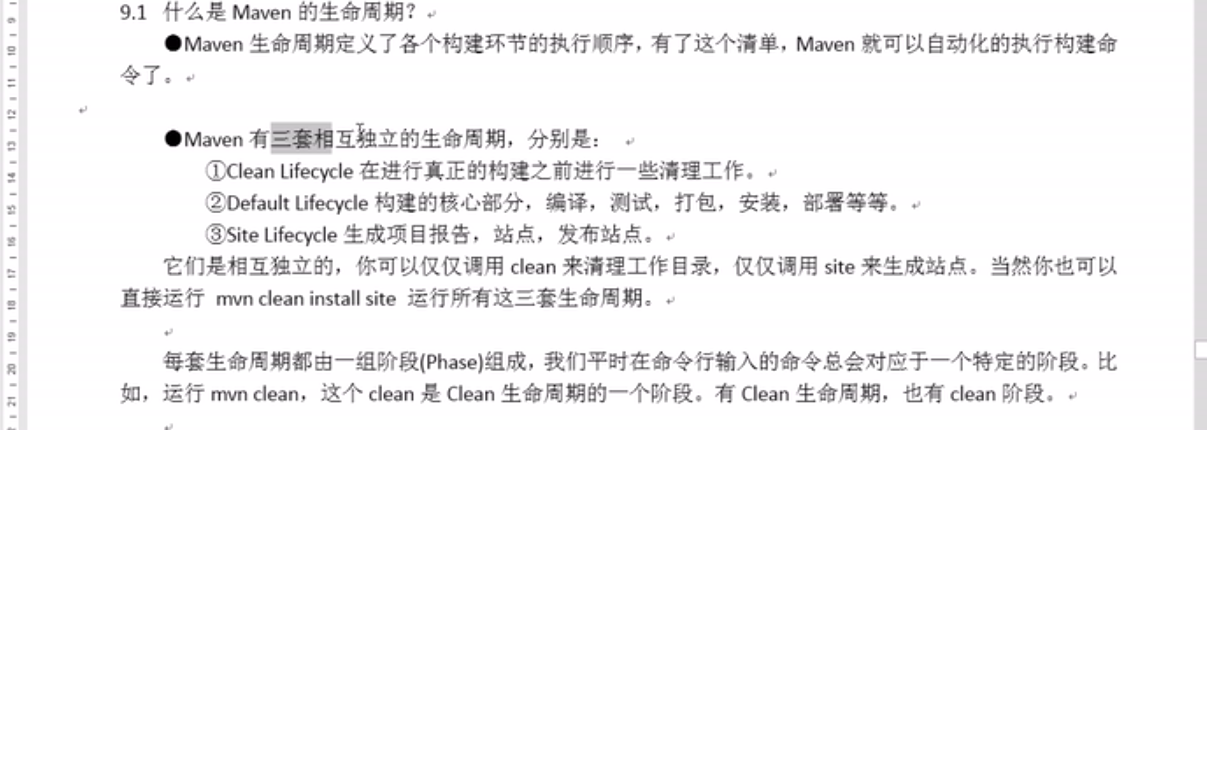 9.1 什么是 Maven 的生命周期？
●Maven 生命周期定义了各个构建环节的执行顺序，有了这个清单，Maven 就可以自动化的执行构建命
令了。
●Maven 有三套相互独立的生命周期，分别是：
①Clean Lifecycle 在进行真正的构建之前进行一些清理工作。
②Default Lifecycle 构建的核心部分，编译，测试，打包，安装，部署等等。
③Site Lifecycle 生成项目报告，站点，发布站点。
它们是相互独立的，你可以仅仅调用 clean 来清理工作目录，仅仅调用 site 来生成站点。当然你也可以
直接运行 mvn clean install site 运行所有这三套生命周期。
每套生命周期都由一组阶段(Phase)组成，我们平时在命令行输入的命令总会对应于一个特定的阶段。比
如，运行 mvn clean，这个 clean 是 Clean 生命周期的一个阶段。有 Clean 生命周期，也有 clean 阶段。
9
10
11
12
13
14
15
16
17
18
19
20
21